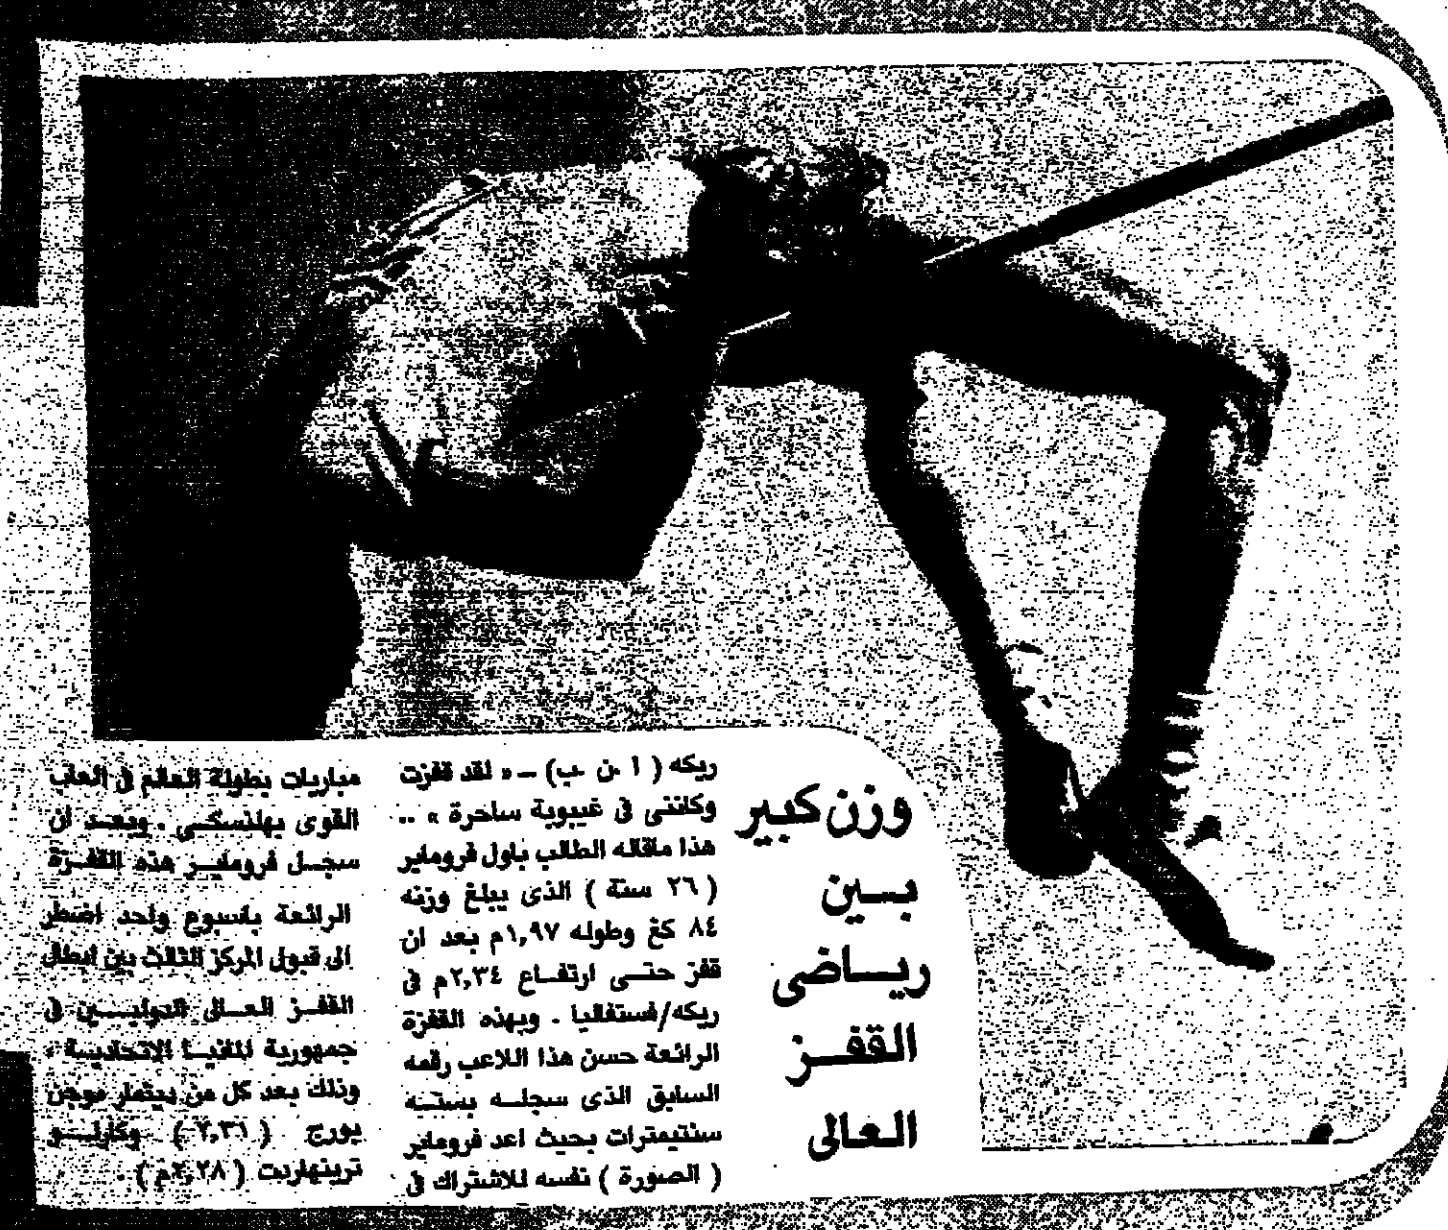 وزن كبير
بين
رياضى
القفز
العالى
ريكه ( أ ن ب ) – « لقد قفزت
وكاننى فى غيبوبة ساحرة » ..
هذا ماقاله الطالب باول فروماير
( ٢٦ سنة ) الذى يبلغ وزنه
٨٤ كغ وطوله ١,٩٧م بعد ان
قفز حتى ارتفاع ٢,٣٤م فى
ريكه/فستفاليا . وبهذه القفزة
الرائعة حسن هذا اللاعب رقمه
السابق الذى سجله بستة
سنتيمترات بحيث اعد فروماير
( الصورة ) نفسه للاشتراك فى
مباريات بطولة العالم فى العاب
القوى بهلنسكى . وبعد ان
سجل فروماير هذه القفزة
الرائعة باسبوع واحد اضطر
الى قبول المركز الثالث بين ابطال
القفز العالى الدوليين فى
جمهورية المانيا الاتحادية ،
وذلك بعد كل من ديتمار موجن
بورج ( ٢,٣١ ) وكارلو
ترينهاردت ( ٢,٢٨م ) .